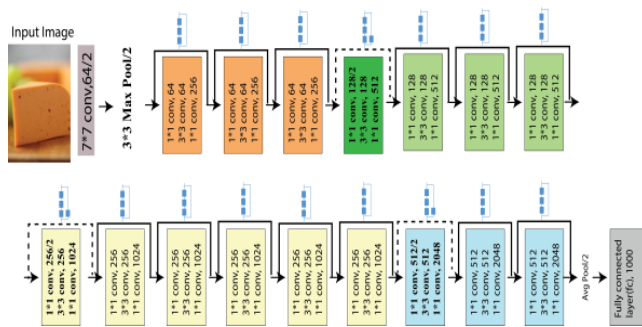 Input Image
7*7 conv,64/2
3*3 Max Pool/2
1*1 conv, 64
3*3 conv, 64
1*1 conv, 256
1*1 conv, 64
3*3 conv, 64
1*1 conv, 256
1*1 conv, 64
3*3 conv, 64
1*1 conv, 256
1*1 conv, 128/2
3*3 conv, 128
1*1 conv, 512
1*1 conv, 128
3*3 conv, 128
1*1 conv, 512
1*1 conv, 128
3*3 conv, 128
1*1 conv, 512
1*1 conv, 128
3*3 conv, 128
1*1 conv, 512
1*1 conv, 256/2
3*3 conv, 256
1*1 conv, 1024
1*1 conv, 256
3*3 conv, 256
1*1 conv, 1024
1*1 conv, 256
3*3 conv, 256
1*1 conv, 1024
1*1 conv, 256
3*3 conv, 256
1*1 conv, 1024
1*1 conv, 256
3*3 conv, 256
1*1 conv, 1024
1*1 conv, 256
3*3 conv, 256
1*1 conv, 1024
1*1 conv, 512/2
3*3 conv, 512
1*1 conv, 2048
1*1 conv, 512
3*3 conv, 512
1*1 conv, 2048
1*1 conv, 512
3*3 conv, 512
1*1 conv, 2048
Avg Pool/2
Fully connected
layer(fc), 1000